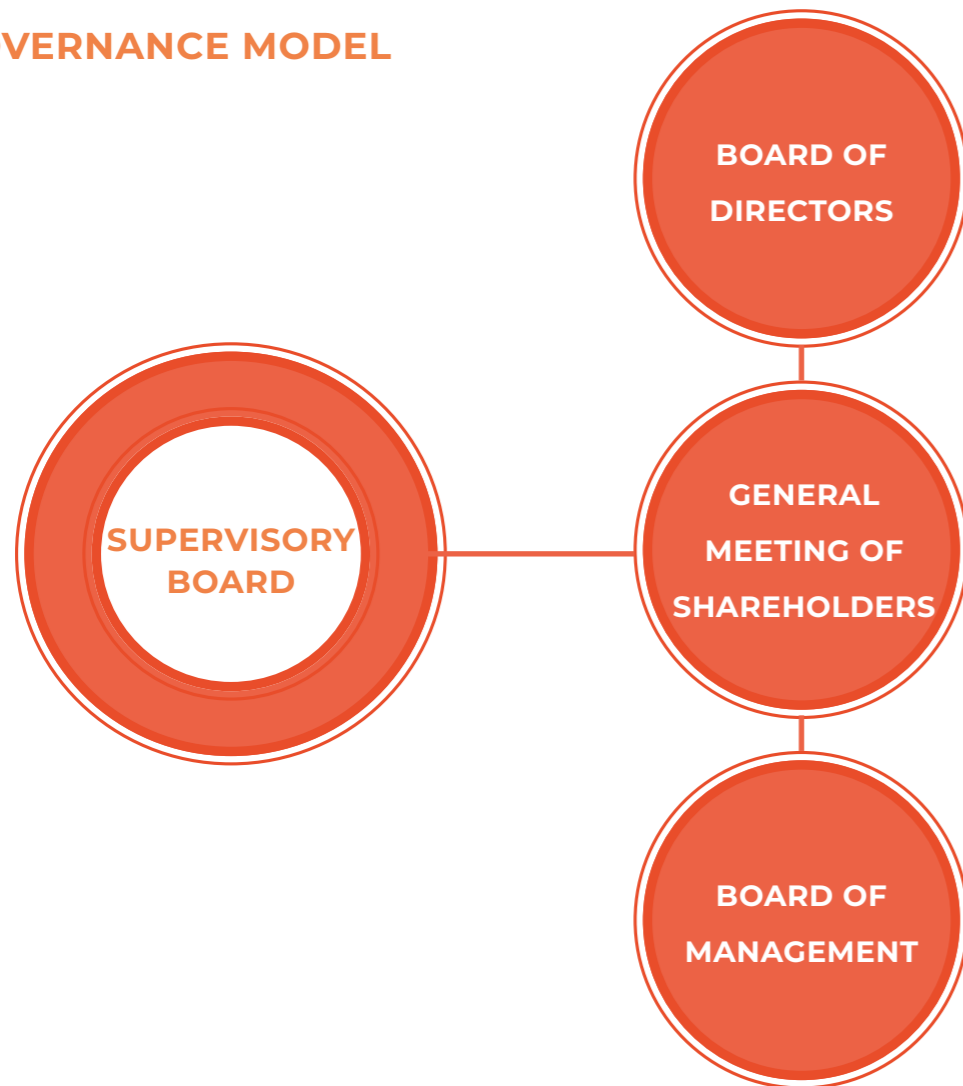 VERNANCE MODEL
BOARD OF
DIRECTORS
SUPERVISORY
BOARD
GENERAL
MEETING OF
SHAREHOLDERS
BOARD OF
MANAGEMENT